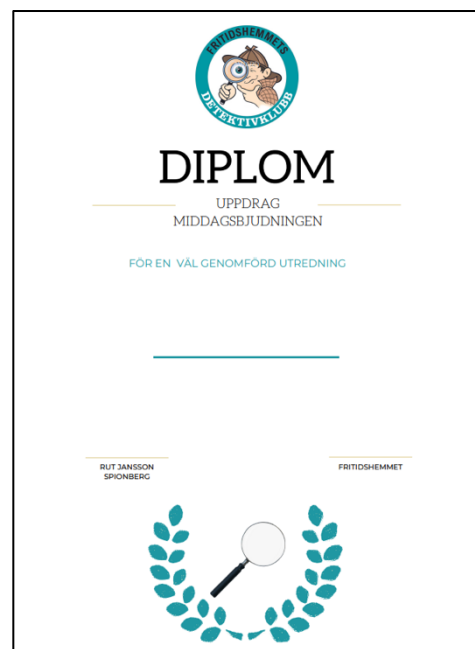 FRITIDSHEMMETS
DETEKTIVKLUBB
DIPLOM
UPPDRAG
MIDDAGSBJUDNINGEN
FÖR EN VÄL GENOMFÖRD UTREDNING
RUT JANSSON
SPIONBERG
FRITIDSHEMMET